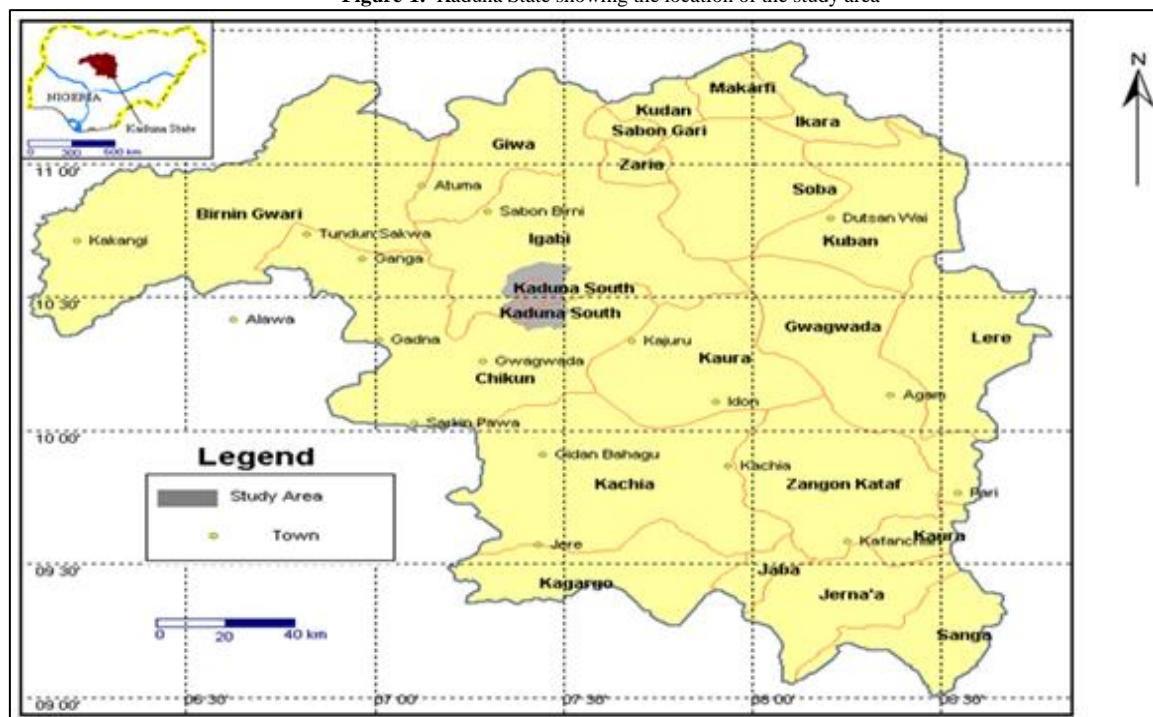 Figure 1. Kaduna State showing the location of the study area
NIGERIA
Kaduna State
0 300 600 km
N
Makarfi
Kudan
Ikara
Sabon Gari
Giwa
Zaria
11 00'
Atuma
Soba
Birnin Gwari
Sabon Birni
Dutsan Wai
Kakangi
Tundun Sakwa
Igabi
Kuban
Ganga
Kaduna South
10 30'
Kaduna South
Alawa
Gwagwada
Lere
Gadna
Kajuru
Kaura
Gwagwada
Chikun
Idon
Agam
Sarkin Pawa
10 00'
Legend
Gidan Bahagu
Kachia
Kachia
Zangon Kataf
Pari
Study Area
Town
Jere
Katanchan
Kaura
09 30'
Jaba
Kagargo
Jerna'a
0 20 40 km
Sanga
09 00'
06 30'
07 00'
07 30'
08 00'
08 30'